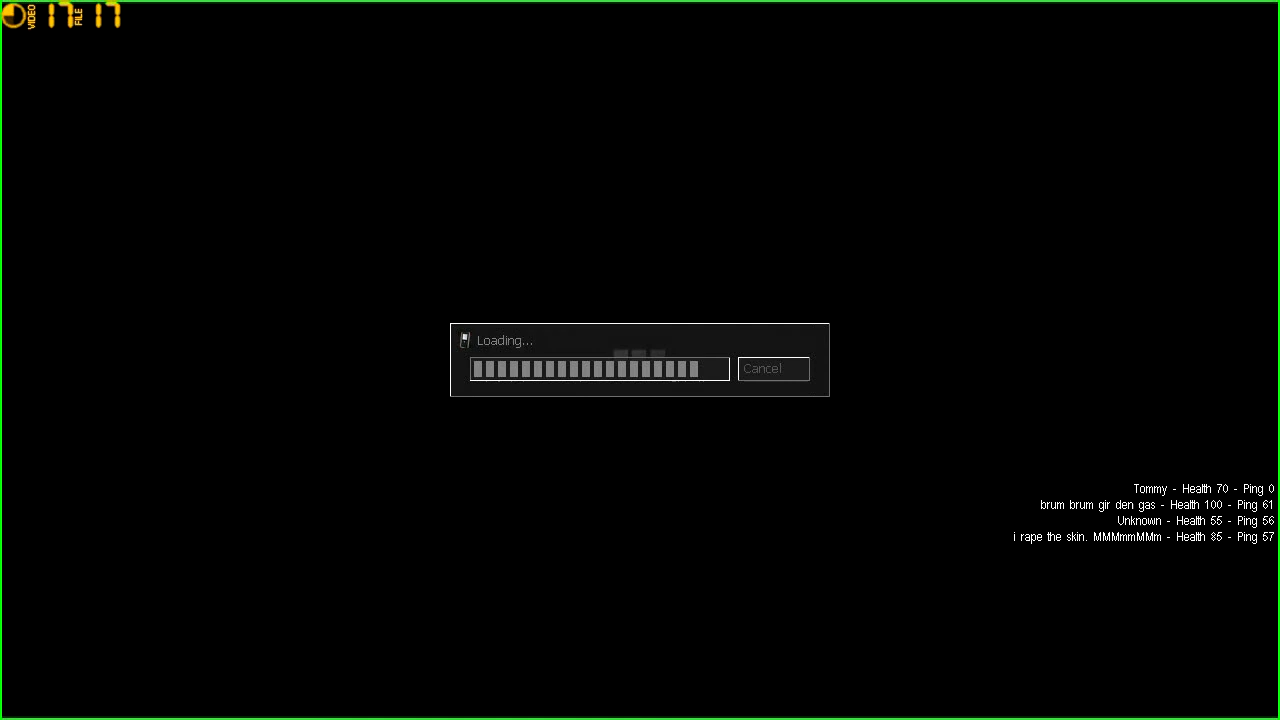 VIDEO 17 FILE 17
Loading...
Cancel
Tommy - Health 70 - Ping 0
brum brum gir den gas - Health 100 - Ping 61
Unknown - Health 55 - Ping 56
i rape the skin. MMMmmMMm - Health 85 - Ping 57